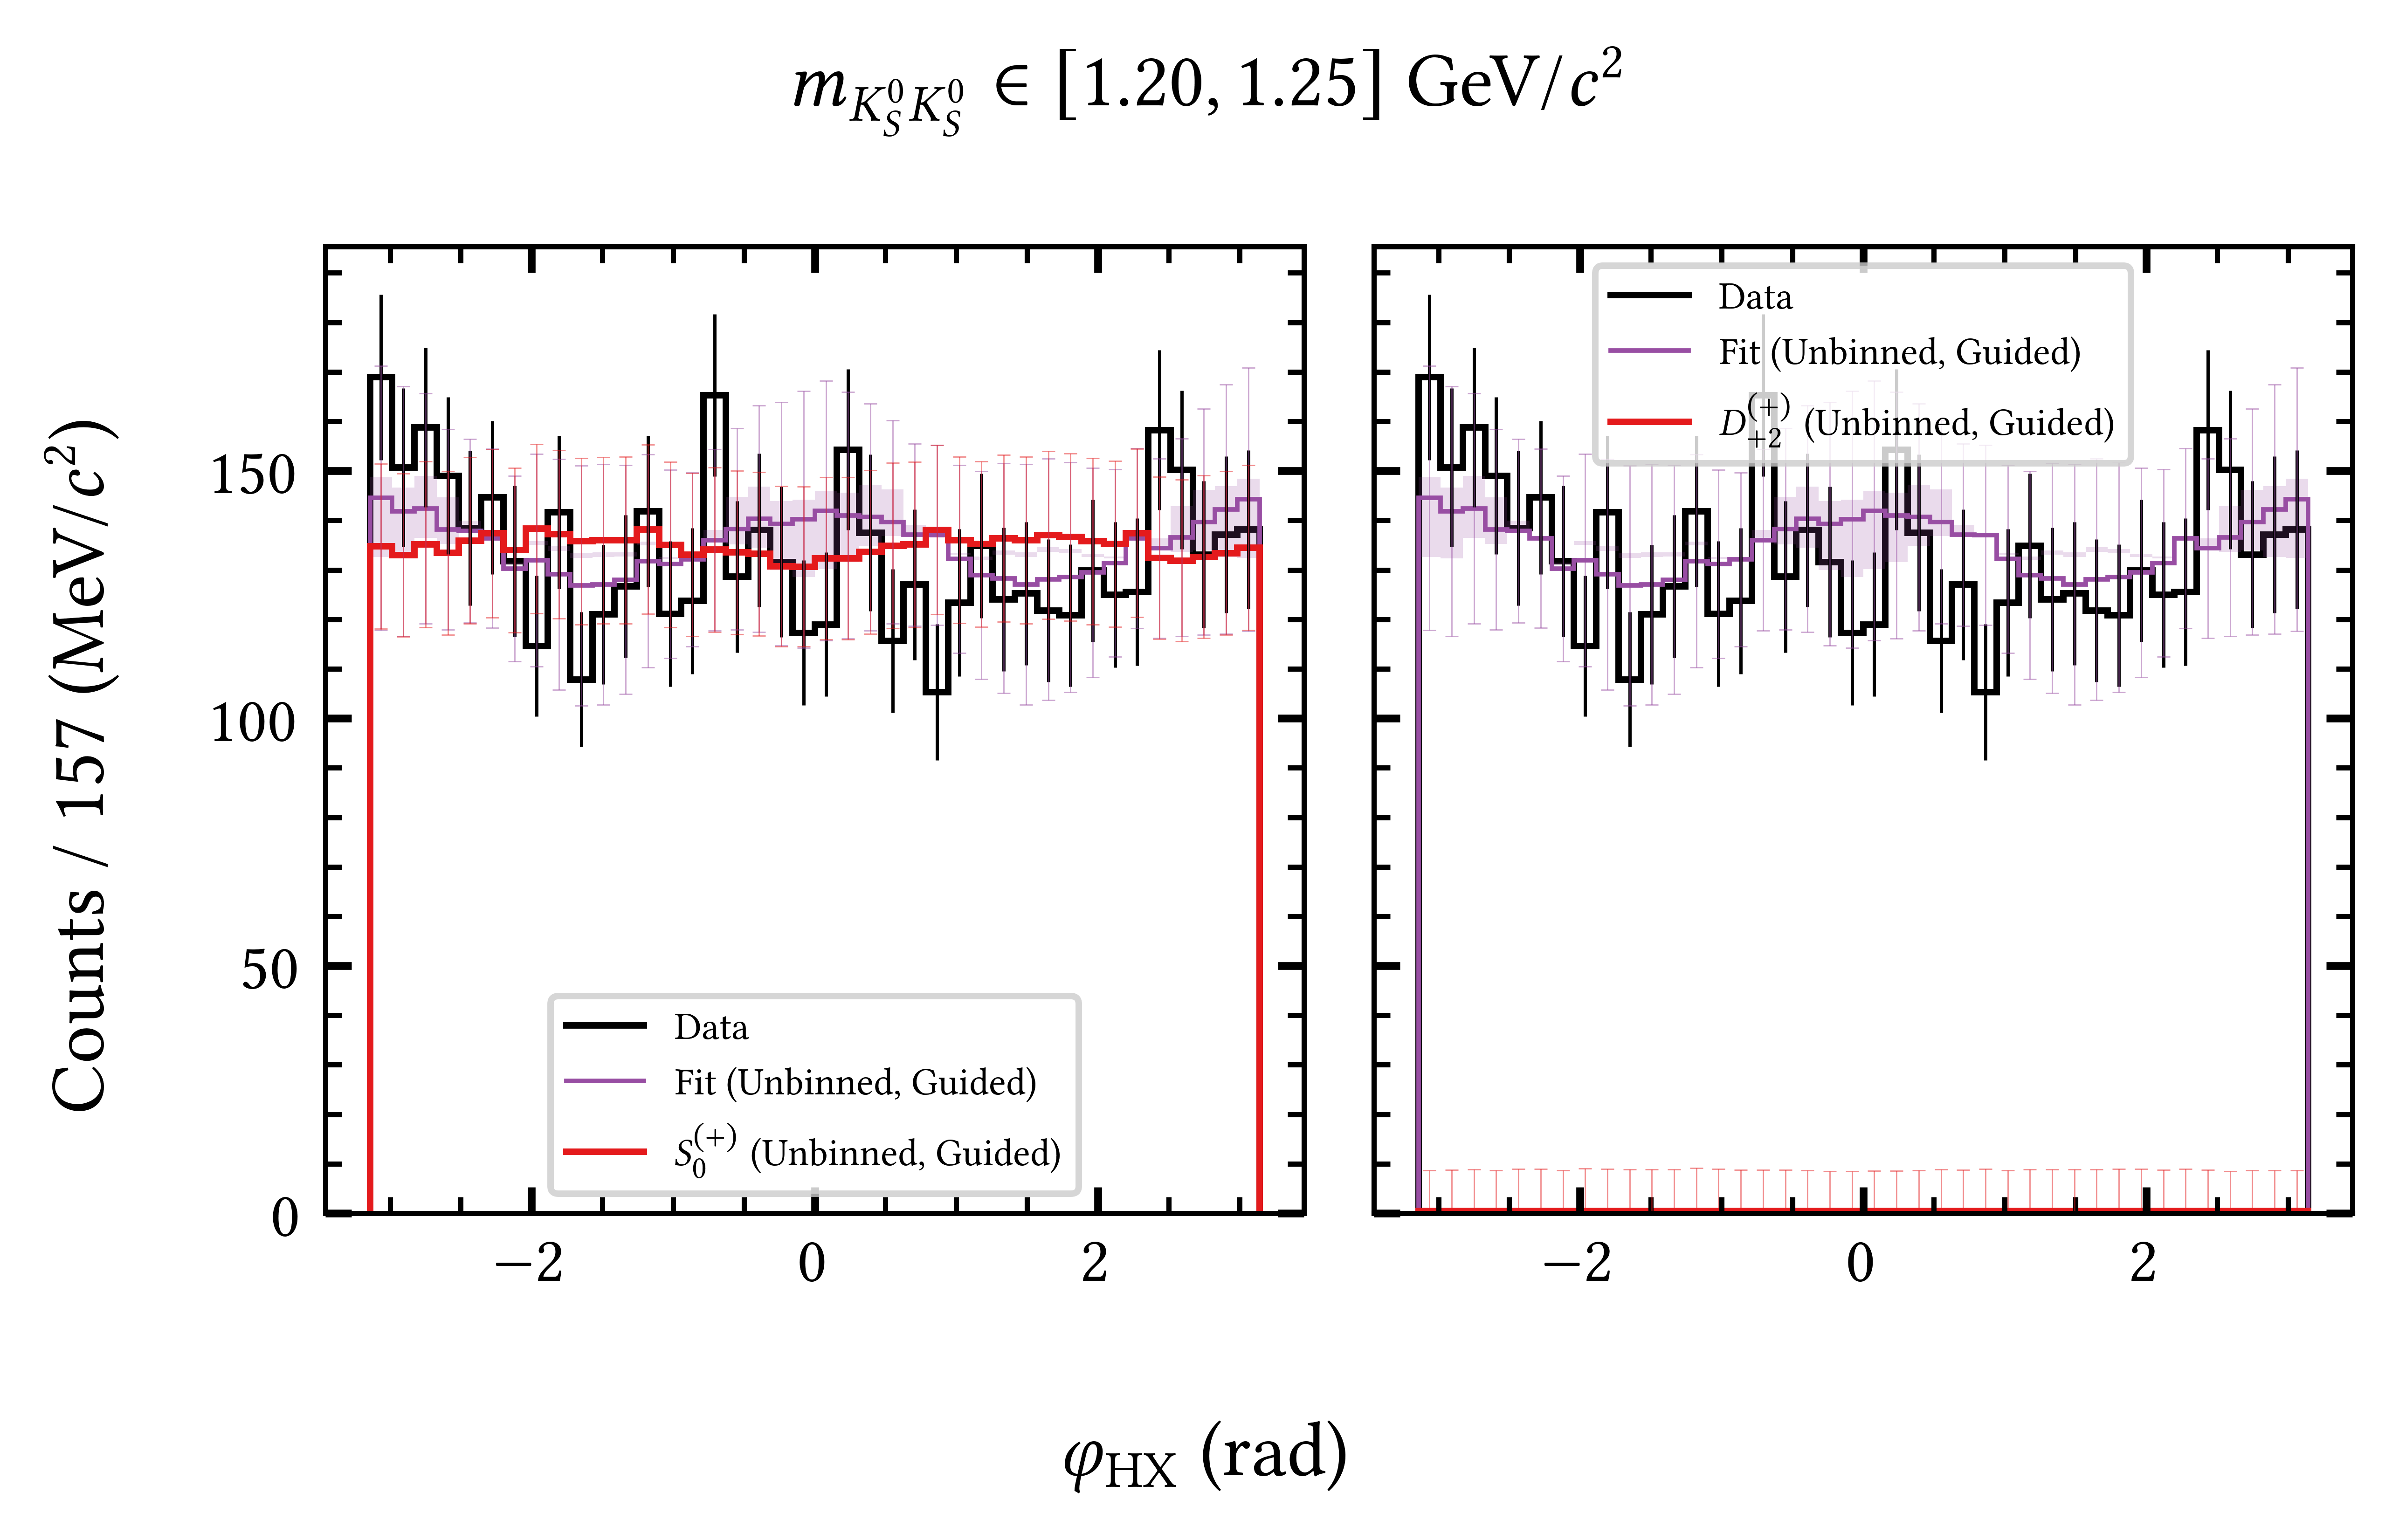 m_{K_S^0 K_S^0} ∈ [1.20, 1.25] GeV/c²
Counts / 157 (MeV/c²)
150
100
50
0
Data
Fit (Unbinned, Guided)
S_0^{(+)} (Unbinned, Guided)
−2 0 2
Data
Fit (Unbinned, Guided)
D_{+2}^{(+)} (Unbinned, Guided)
−2 0 2
φ_{HX} (rad)